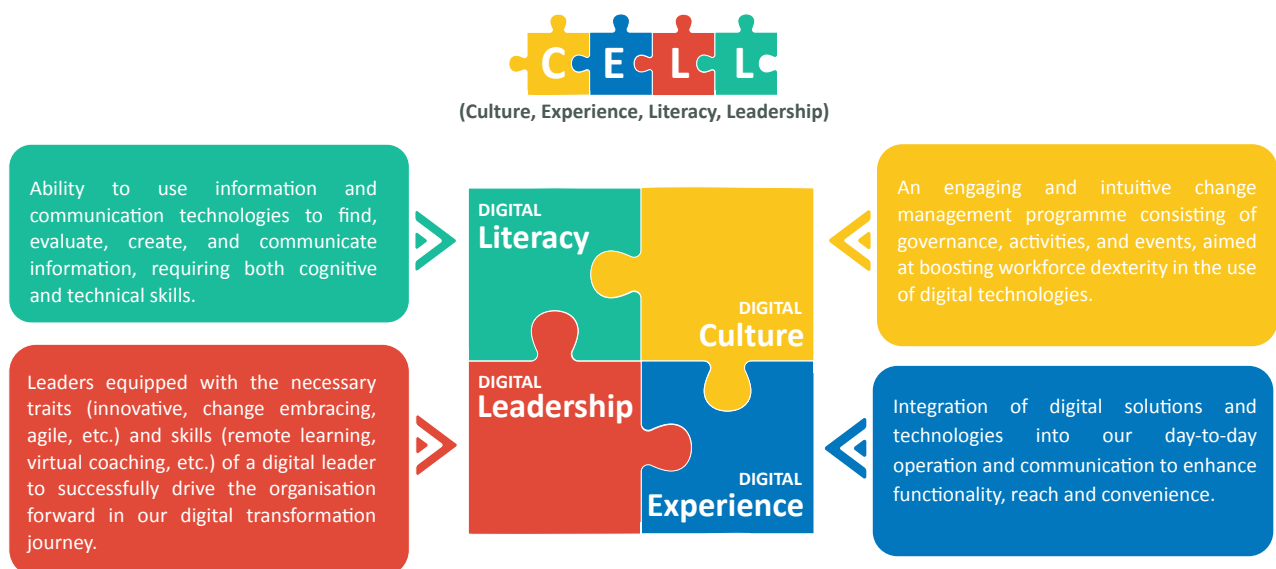 C E L L
(Culture, Experience, Literacy, Leadership)
Ability to use information and
communication technologies to find,
evaluate, create, and communicate
information, requiring both cognitive
and technical skills.
DIGITAL
Literacy
DIGITAL
Culture
An engaging and intuitive change
management programme consisting of
governance, activities, and events, aimed
at boosting workforce dexterity in the use
of digital technologies.
Leaders equipped with the necessary
traits (innovative, change embracing,
agile, etc.) and skills (remote learning,
virtual coaching, etc.) of a digital leader
to successfully drive the organisation
forward in our digital transformation
journey.
DIGITAL
Leadership
DIGITAL
Experience
Integration of digital solutions and
technologies into our day-to-day
operation and communication to enhance
functionality, reach and convenience.